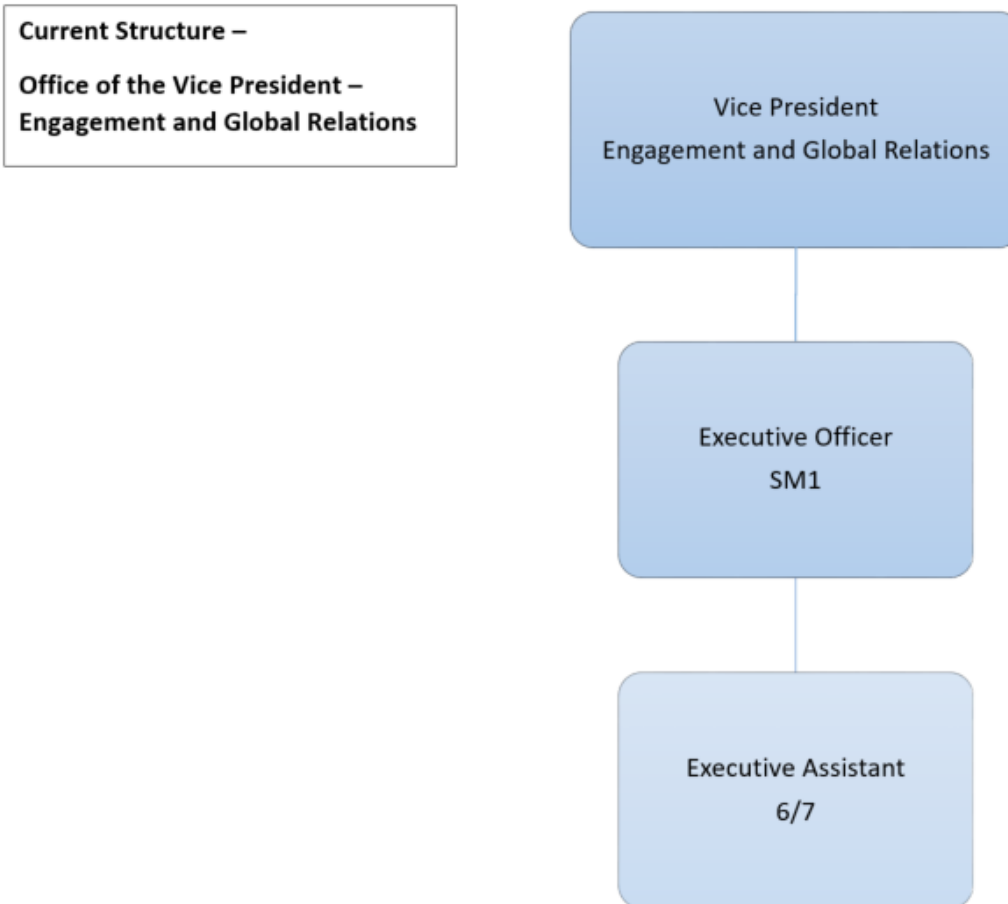 Current Structure –
Office of the Vice President –
Engagement and Global Relations
Vice President
Engagement and Global Relations
Executive Officer
SM1
Executive Assistant
6/7